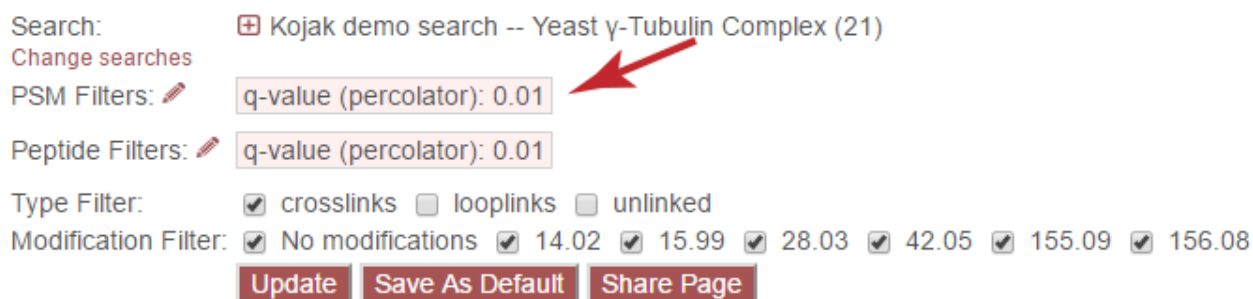 Search: Kojak demo search -- Yeast γ-Tubulin Complex (21)
Change searches
PSM Filters: q-value (percolator): 0.01
Peptide Filters: q-value (percolator): 0.01
Type Filter: crosslinks looplinks unlinked
Modification Filter: No modifications 14.02 15.99 28.03 42.05 155.09 156.08
Update Save As Default Share Page